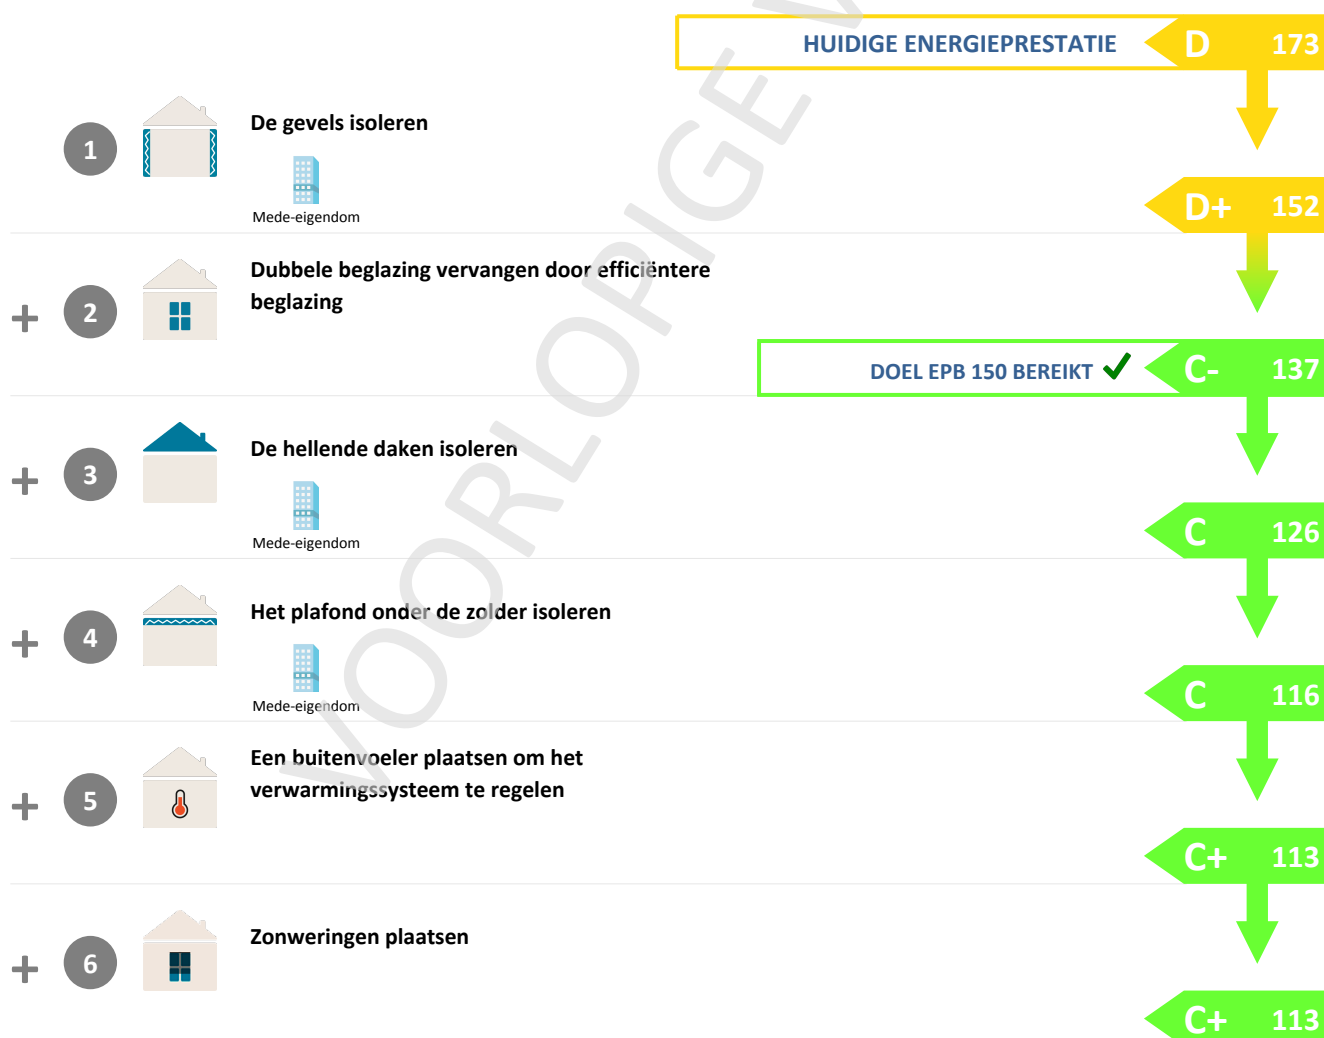 HUIDIGE ENERGIEPRESTATIE D 173
1 De gevels isoleren
Mede-eigendom
D+ 152
+ 2 Dubbele beglazing vervangen door efficiëntere
beglazing
DOEL EPB 150 BEREIKT C- 137
+ 3 De hellende daken isoleren
Mede-eigendom
C 126
+ 4 Het plafond onder de zolder isoleren
Mede-eigendom
C 116
+ 5 Een buitenvoeler plaatsen om het
verwarmingssysteem te regelen
C+ 113
+ 6 Zonweringen plaatsen
C+ 113
VOORLOPIGE V